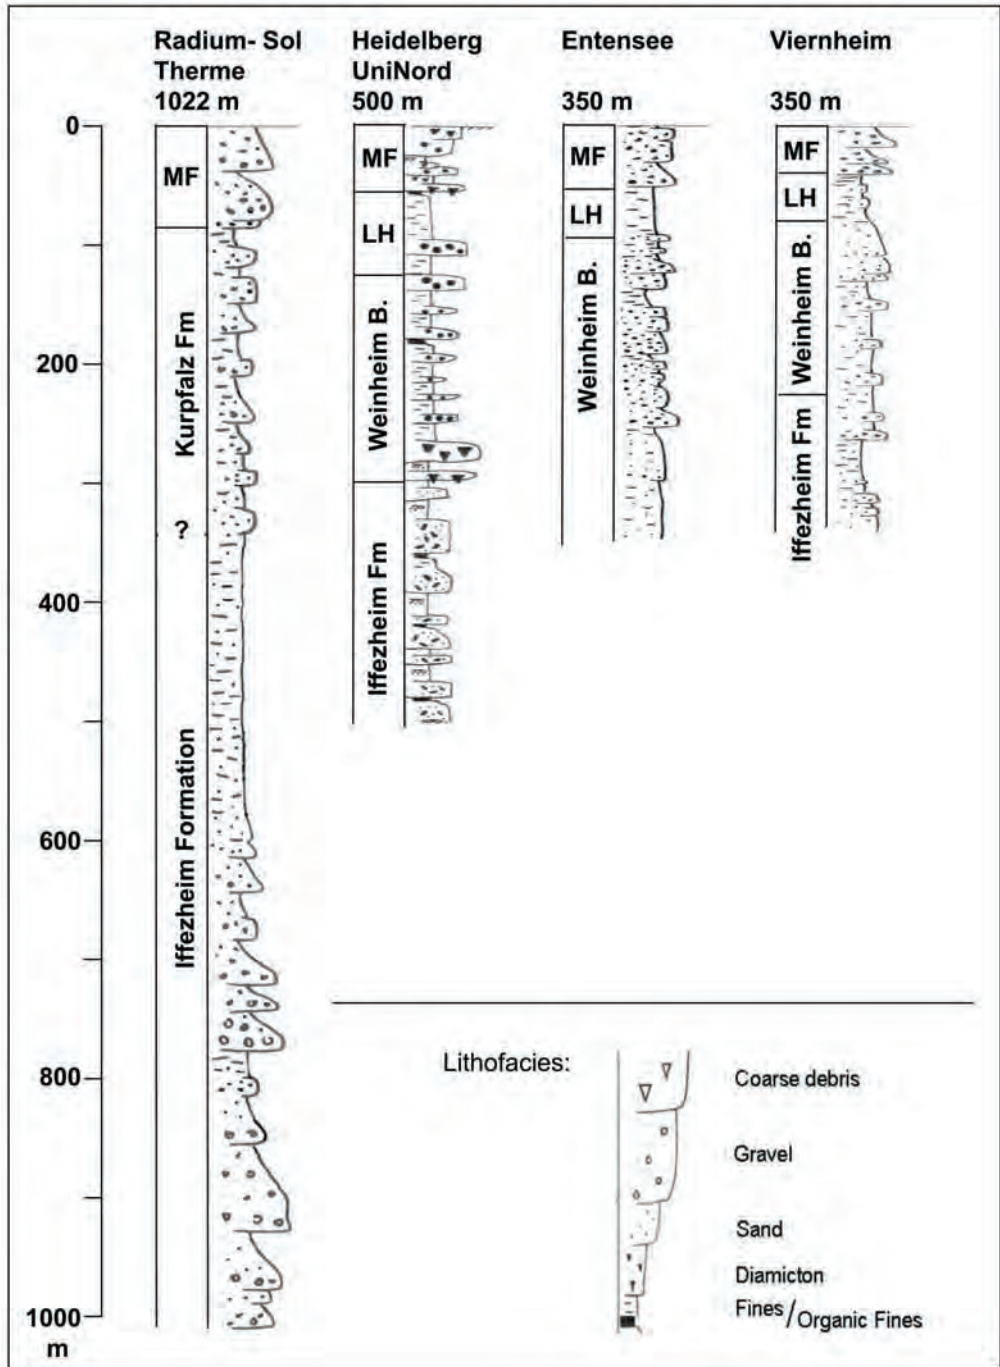 Radium- Sol
Therme
1022 m
Heidelberg
UniNord
500 m
Entensee
350 m
Viernheim
350 m
0
200
400
600
800
1000
m
MF
Kurpfalz Fm
?
Iffezheim Formation
MF
LH
Weinheim B.
Iffezheim Fm
MF
LH
Weinheim B.
MF
LH
Weinheim B.
Iffezheim Fm
Lithofacies:
Coarse debris
Gravel
Sand
Diamicton
Fines / Organic Fines